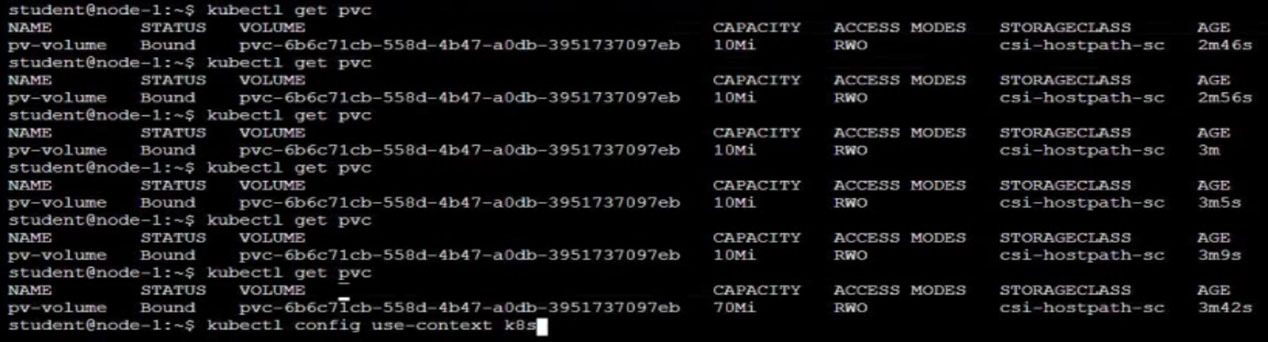 student@node-1:~$ kubectl get pvc
NAME STATUS VOLUME CAPACITY ACCESS MODES STORAGECLASS AGE
pv-volume Bound pvc-6b6c71cb-558d-4b47-a0db-3951737097eb 10Mi RWO csi-hostpath-sc 2m46s
student@node-1:~$ kubectl get pvc
NAME STATUS VOLUME CAPACITY ACCESS MODES STORAGECLASS AGE
pv-volume Bound pvc-6b6c71cb-558d-4b47-a0db-3951737097eb 10Mi RWO csi-hostpath-sc 2m56s
student@node-1:~$ kubectl get pvc
NAME STATUS VOLUME CAPACITY ACCESS MODES STORAGECLASS AGE
pv-volume Bound pvc-6b6c71cb-558d-4b47-a0db-3951737097eb 10Mi RWO csi-hostpath-sc 3m
student@node-1:~$ kubectl get pvc
NAME STATUS VOLUME CAPACITY ACCESS MODES STORAGECLASS AGE
pv-volume Bound pvc-6b6c71cb-558d-4b47-a0db-3951737097eb 10Mi RWO csi-hostpath-sc 3m5s
student@node-1:~$ kubectl get pvc
NAME STATUS VOLUME CAPACITY ACCESS MODES STORAGECLASS AGE
pv-volume Bound pvc-6b6c71cb-558d-4b47-a0db-3951737097eb 10Mi RWO csi-hostpath-sc 3m9s
student@node-1:~$ kubectl get pvc
NAME STATUS VOLUME CAPACITY ACCESS MODES STORAGECLASS AGE
pv-volume Bound pvc-6b6c71cb-558d-4b47-a0db-3951737097eb 70Mi RWO csi-hostpath-sc 3m42s
student@node-1:~$ kubectl config use-context k8s